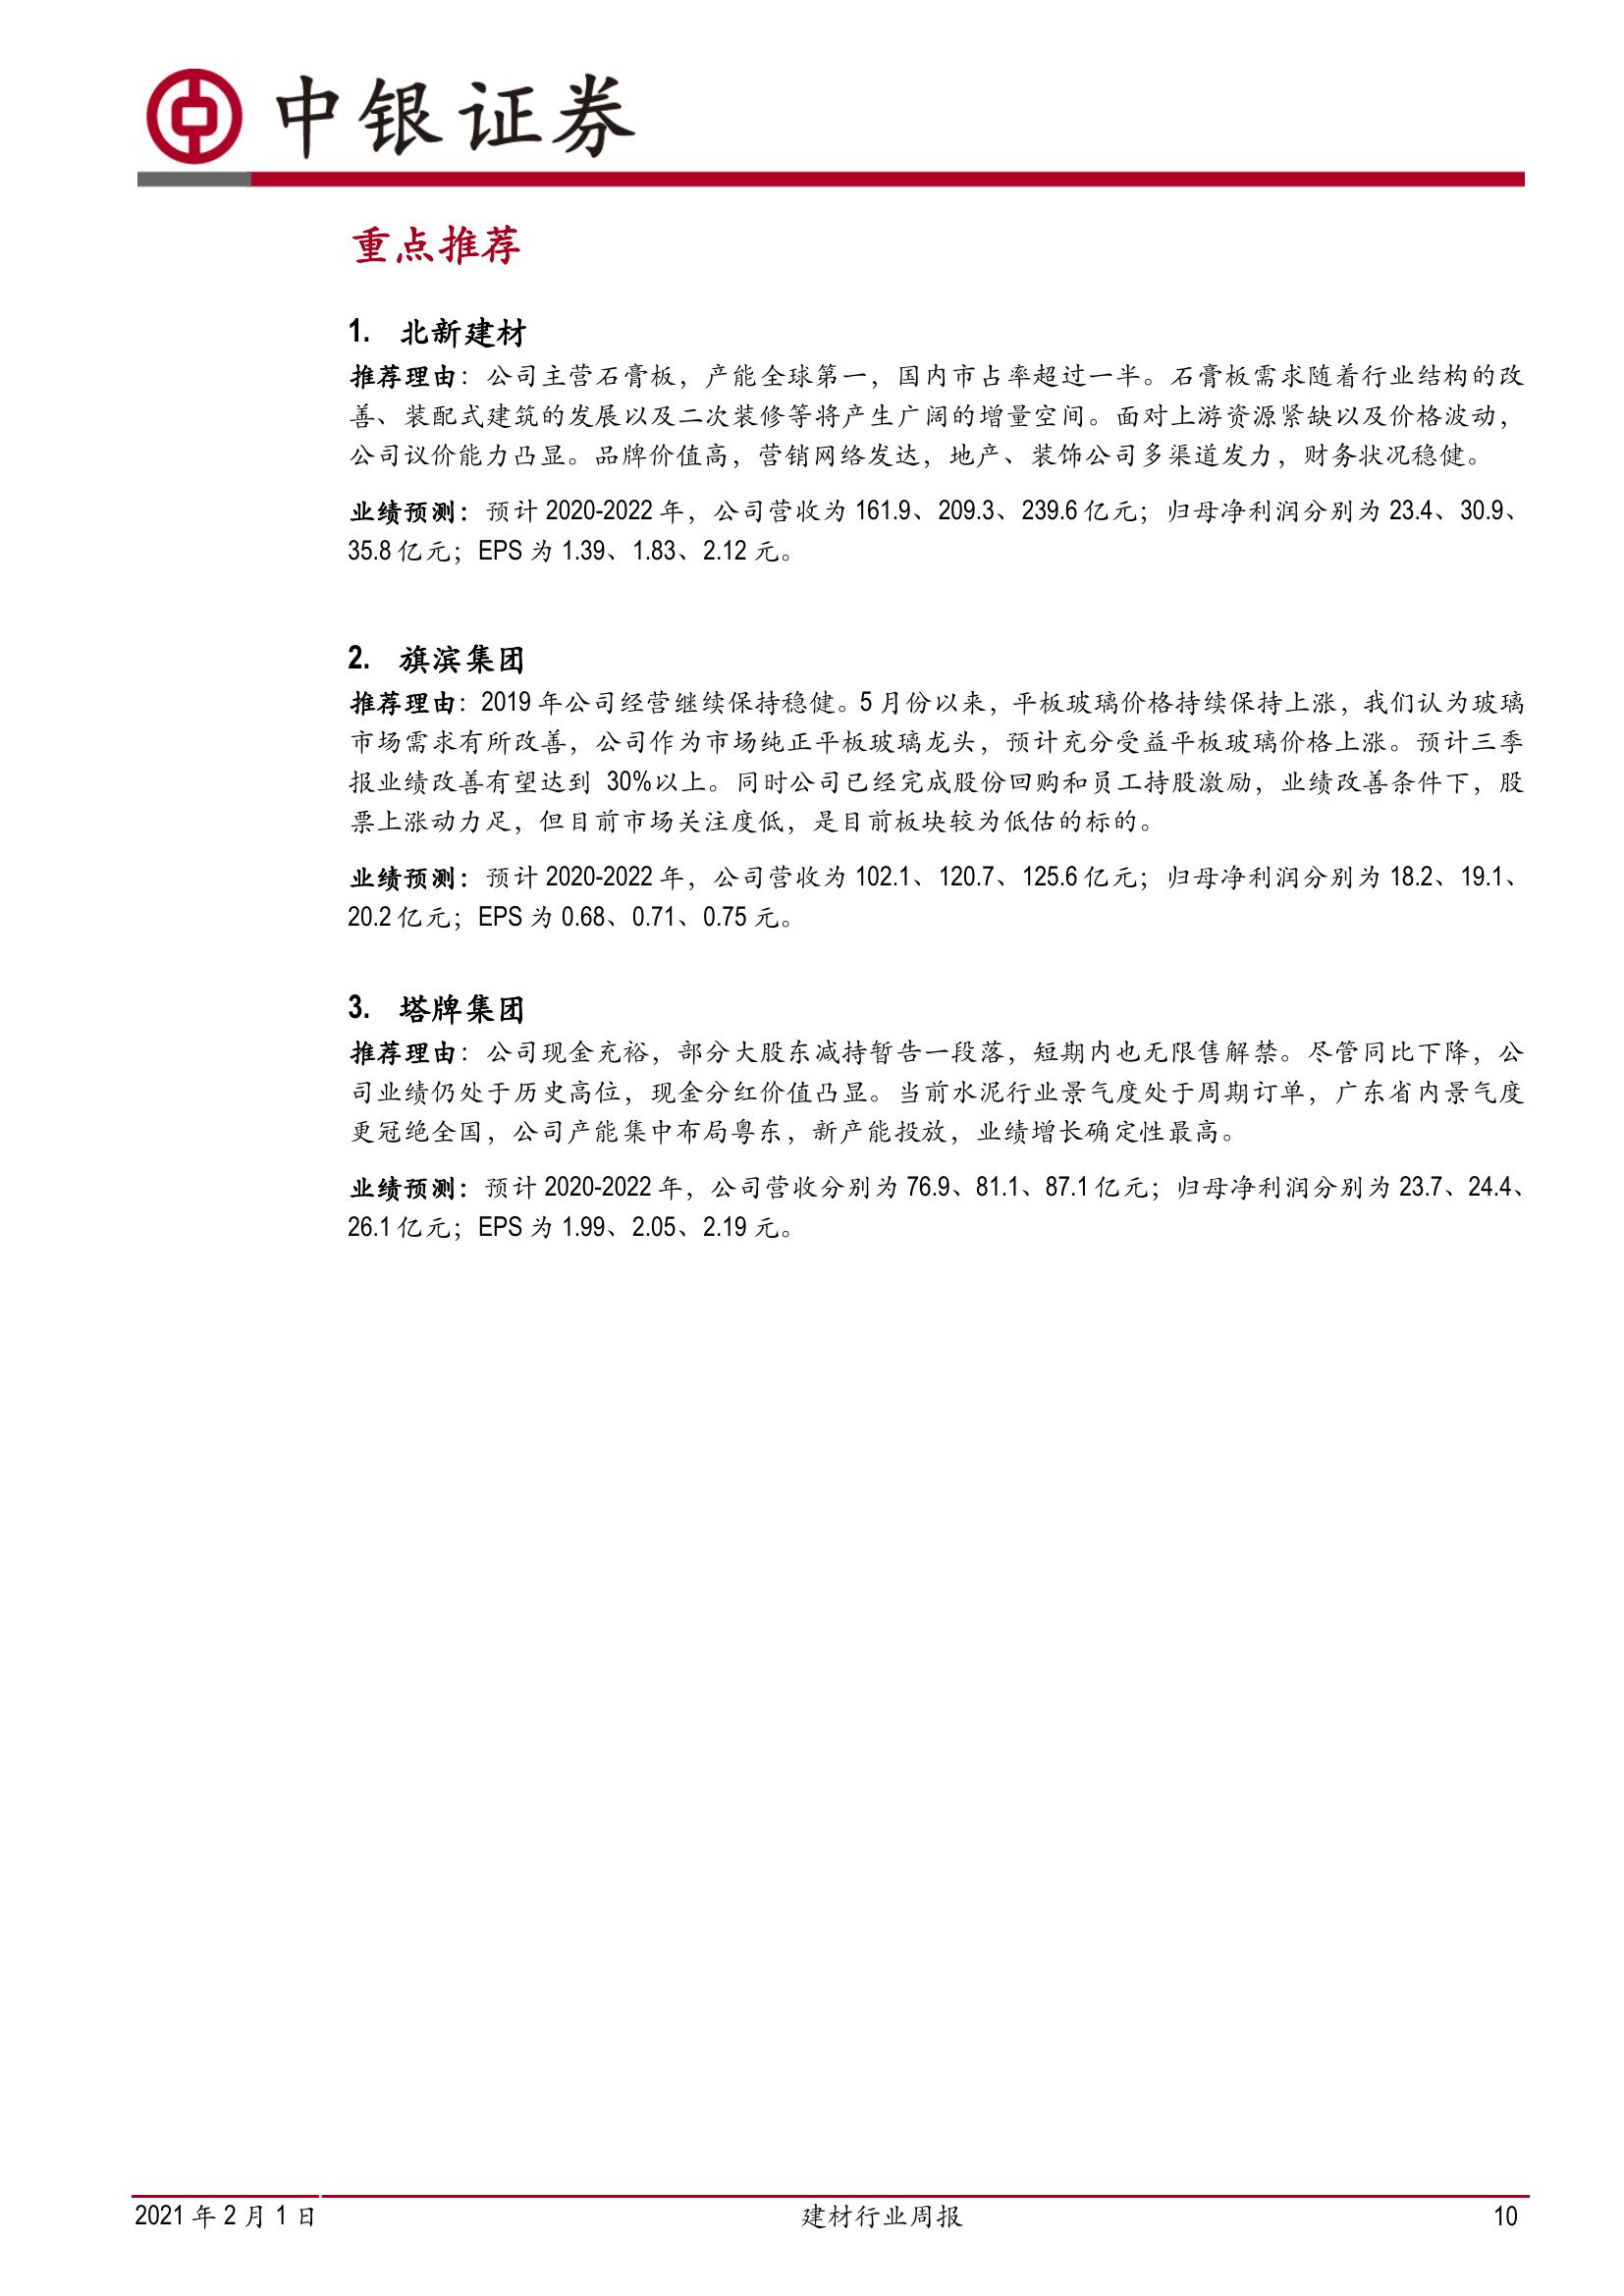 中银证券
重点推荐
1. 北新建材
推荐理由：公司主营石膏板，产能全球第一，国内市占率超过一半。石膏板需求随着行业结构的改
善、装配式建筑的发展以及二次装修等将产生广阔的增量空间。面对上游资源紧缺以及价格波动，
公司议价能力凸显。品牌价值高，营销网络发达，地产、装饰公司多渠道发力，财务状况稳健。
业绩预测：预计 2020-2022 年，公司营收为 161.9、209.3、239.6 亿元；归母净利润分别为 23.4、30.9、
35.8 亿元；EPS 为 1.39、1.83、2.12 元。
2. 旗滨集团
推荐理由：2019 年公司经营继续保持稳健。5 月份以来，平板玻璃价格持续保持上涨，我们认为玻璃
市场需求有所改善，公司作为市场纯正平板玻璃龙头，预计充分受益平板玻璃价格上涨。预计三季
报业绩改善有望达到 30%以上。同时公司已经完成股份回购和员工持股激励，业绩改善条件下，股
票上涨动力足，但目前市场关注度低，是目前板块较为低估的标的。
业绩预测：预计 2020-2022 年，公司营收为 102.1、120.7、125.6 亿元；归母净利润分别为 18.2、19.1、
20.2 亿元；EPS 为 0.68、0.71、0.75 元。
3. 塔牌集团
推荐理由：公司现金充裕，部分大股东减持暂告一段落，短期内也无限售解禁。尽管同比下降，公
司业绩仍处于历史高位，现金分红价值凸显。当前水泥行业景气度处于周期订单，广东省内景气度
更冠绝全国，公司产能集中布局粤东，新产能投放，业绩增长确定性最高。
业绩预测：预计 2020-2022 年，公司营收分别为 76.9、81.1、87.1 亿元；归母净利润分别为 23.7、24.4、
26.1 亿元；EPS 为 1.99、2.05、2.19 元。
2021 年 2 月 1 日 建材行业周报 10